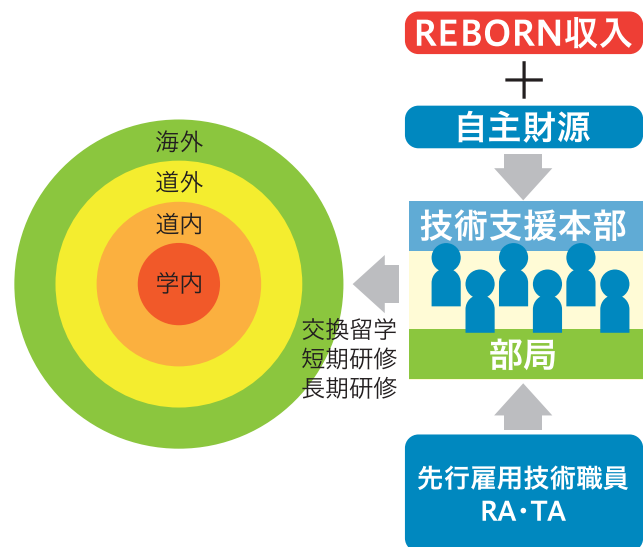 REBORN収入
+
自主財源
海外
道外
道内
学内
技術支援本部
部局
交換留学
短期研修
長期研修
先行雇用技術職員
RA・TA